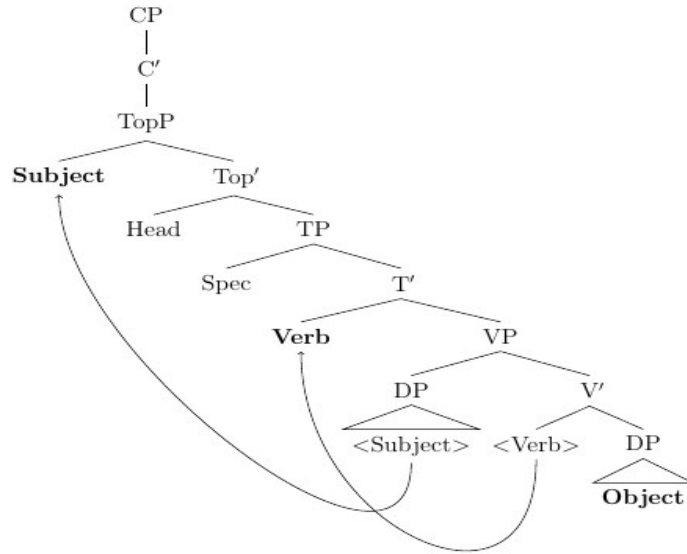 CP
C′
TopP
Subject Top′
Head TP
Spec T′
Verb VP
DP V′
<Subject> <Verb> DP
Object